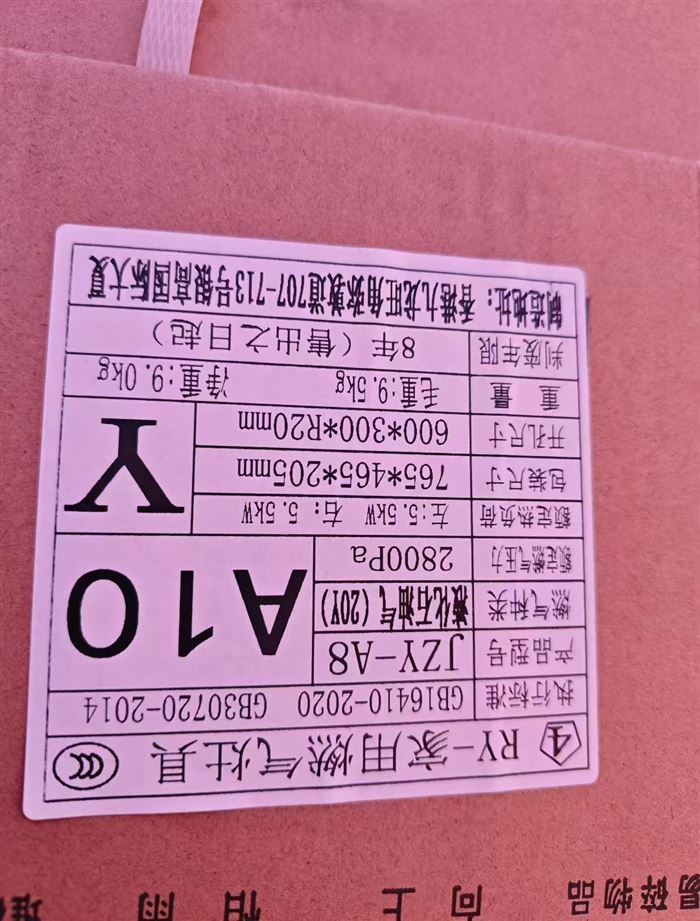 4 RY-家用燃气灶具 CCC
执行标准 GB16410-2020 GB30720-2014
产品型号 JZY-A8
燃气种类 液化石油气(20Y)
A10
额定燃气压力 2800Pa
额定热负荷 左:5.5kW 右:5.5kW
包装尺寸 765*465*205mm
Y
开孔尺寸 600*300*R20mm
重量 毛重:9.5kg 净重:9.0kg
判废年限 8年(售出之日起)
制造地址:香港九龙旺角弥敦道707-713号银高国际大夏
易碎物品 向上 怕雨 堆